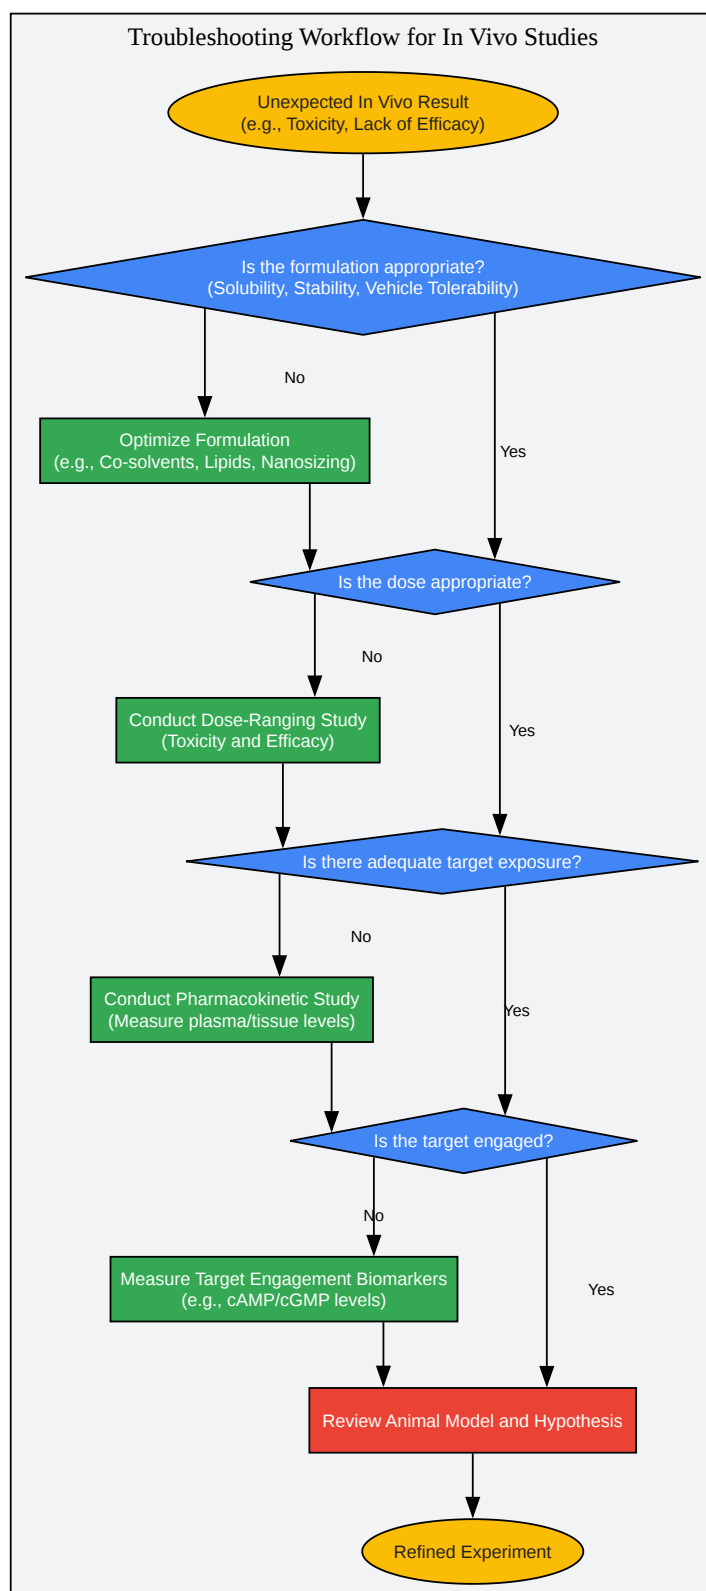 Troubleshooting Workflow for In Vivo Studies
Unexpected In Vivo Result
(e.g., Toxicity, Lack of Efficacy)
Is the formulation appropriate?
(Solubility, Stability, Vehicle Tolerability)
No
Optimize Formulation
(e.g., Co-solvents, Lipids, Nanosizing)
Yes
Is the dose appropriate?
No
Conduct Dose-Ranging Study
(Toxicity and Efficacy)
Yes
Is there adequate target exposure?
No
Conduct Pharmacokinetic Study
(Measure plasma/tissue levels)
Yes
Is the target engaged?
No
Measure Target Engagement Biomarkers
(e.g., cAMP/cGMP levels)
Yes
Review Animal Model and Hypothesis
Refined Experiment